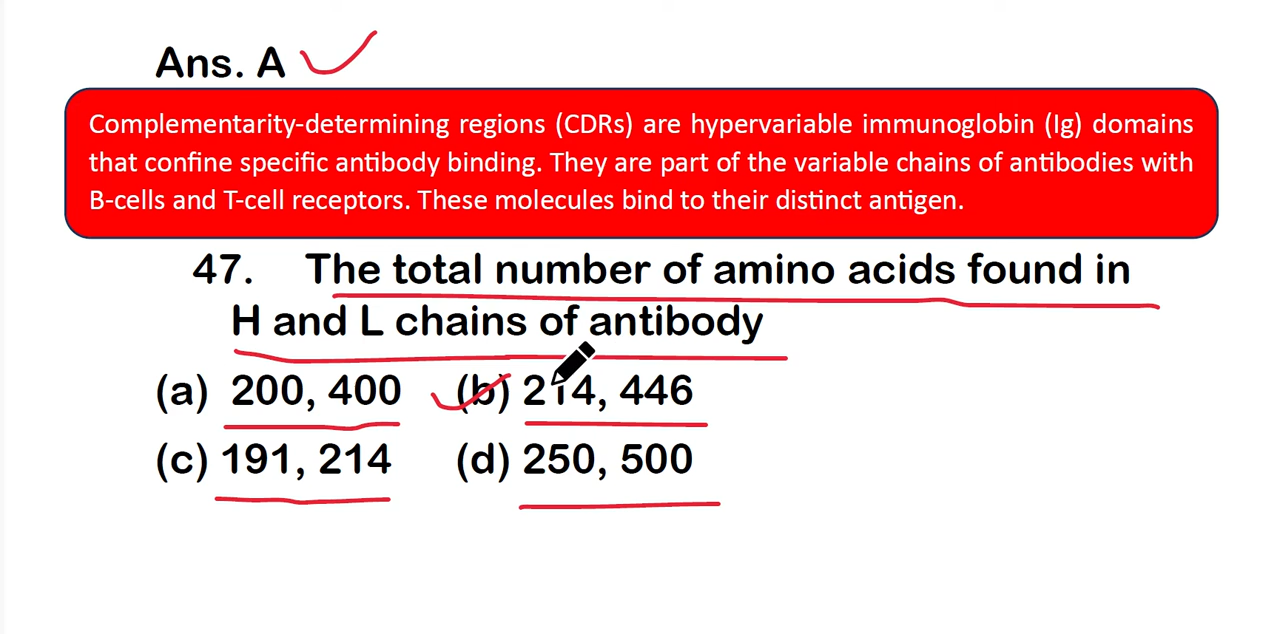 Ans. A
Complementarity-determining regions (CDRs) are hypervariable immunoglobin (Ig) domains
that confine specific antibody binding. They are part of the variable chains of antibodies with
B-cells and T-cell receptors. These molecules bind to their distinct antigen.
47. The total number of amino acids found in
H and L chains of antibody
(a) 200, 400 (b) 214, 446
(c) 191, 214 (d) 250, 500